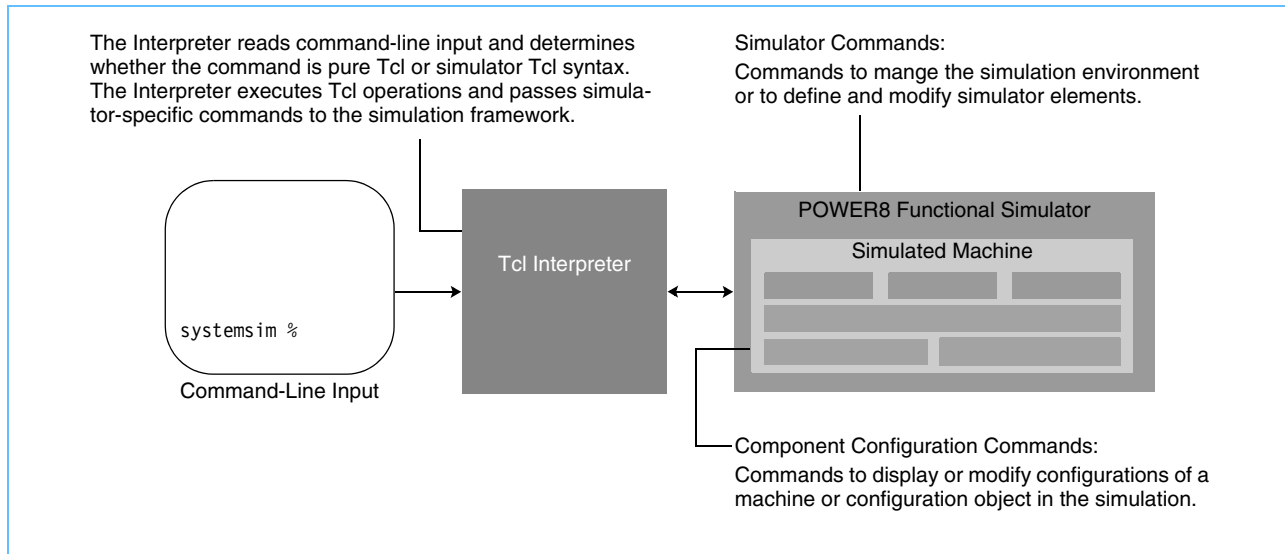 The Interpreter reads command-line input and determines
whether the command is pure Tcl or simulator Tcl syntax.
The Interpreter executes Tcl operations and passes simula-
tor-specific commands to the simulation framework.
Simulator Commands:
Commands to mange the simulation environment
or to define and modify simulator elements.
systemsim %
Command-Line Input
Tcl Interpreter
POWER8 Functional Simulator
Simulated Machine
Component Configuration Commands:
Commands to display or modify configurations of a
machine or configuration object in the simulation.